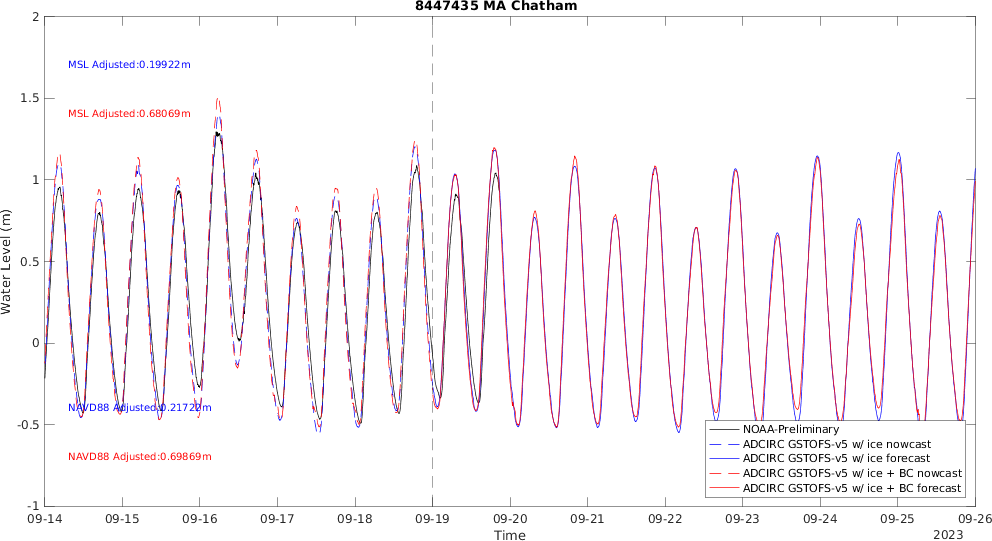 8447435 MA Chatham
2
1.5
1
0.5
0
-0.5
-1
Water Level (m)
MSL Adjusted:0.19922m
MSL Adjusted:0.68069m
NAVD88 Adjusted:0.21722m
NAVD88 Adjusted:0.69869m
NOAA-Preliminary
ADCIRC GSTOFS-v5 w/ ice nowcast
ADCIRC GSTOFS-v5 w/ ice forecast
ADCIRC GSTOFS-v5 w/ ice + BC nowcast
ADCIRC GSTOFS-v5 w/ ice + BC forecast
09-14 09-15 09-16 09-17 09-18 09-19 09-20 09-21 09-22 09-23 09-24 09-25 09-26
Time
2023